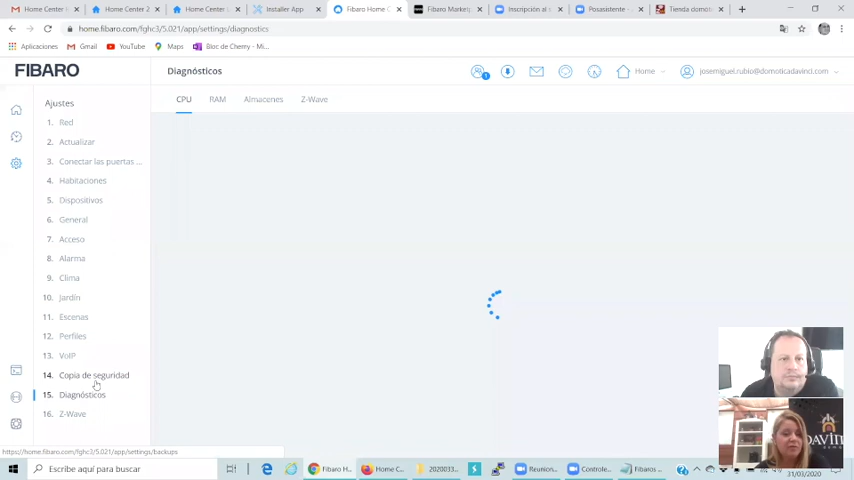 Home Center
Home Center 2
Home Center
Installer App
Fibaro Home C
Fibaro Marketp
Inscripción al s
Posasistente - a
Tienda domót
home.fibaro.com/fghc3/5.021/app/settings/diagnostics
Aplicaciones
Gmail
YouTube
Maps
Bloc de Cherry - Mi...
FIBARO
Diagnósticos
1
Home
josemiguel.rubio@domoticadavinci.com
Ajustes
CPU
RAM
Almacenes
Z-Wave
1. Red
2. Actualizar
3. Conectar las puertas ...
4. Habitaciones
5. Dispositivos
6. General
7. Acceso
8. Alarma
9. Clima
10. Jardín
11. Escenas
12. Perfiles
13. VoIP
14. Copia de seguridad
15. Diagnósticos
16. Z-Wave
https://home.fibaro.com/fghc3/5.021/app/settings/backups
Escribe aquí para buscar
Fibaro H...
Home C...
2020033...
Reunion...
Controle...
Fibaros ...
31/03/2020